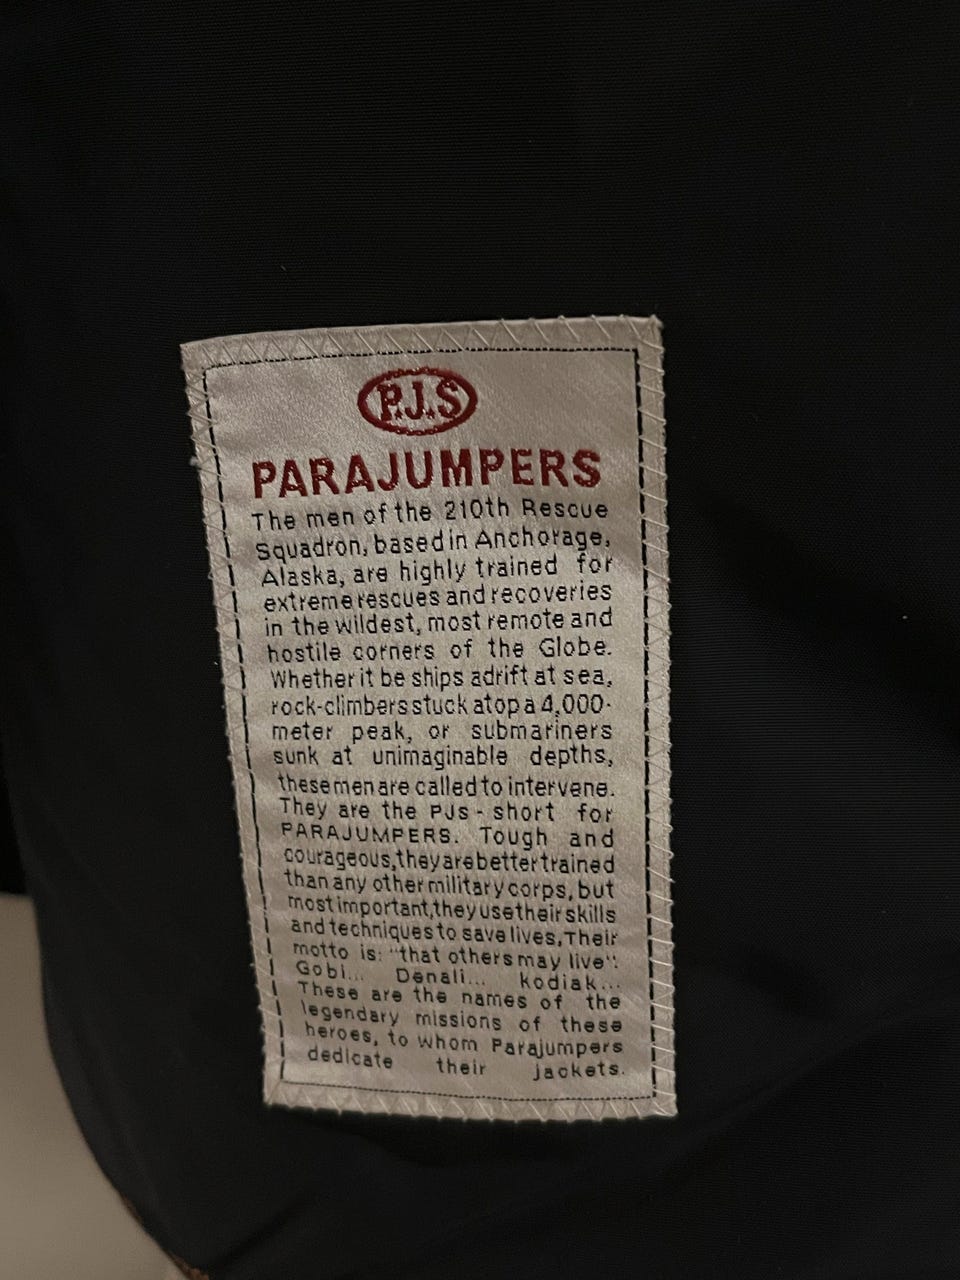 P.J.S
PARAJUMPERS
The men of the 210th Rescue
Squadron, based in Anchorage,
Alaska, are highly trained for
extreme rescues and recoveries
in the wildest, most remote and
hostile corners of the Globe.
Whether it be ships adrift at sea,
rock-climbers stuck atop a 4,000-
meter peak, or submariners
sunk at unimaginable depths,
these men are called to intervene.
They are the PJs - short for
PARAJUMPERS. Tough and
courageous, they are better trained
than any other military corps, but
most important, they use their skills
and techniques to save lives, Their
motto is: "that others may live":
Gobi... Denali... kodiak...
These are the names of the
legendary missions of these
heroes, to whom Parajumpers
dedicate their jackets.